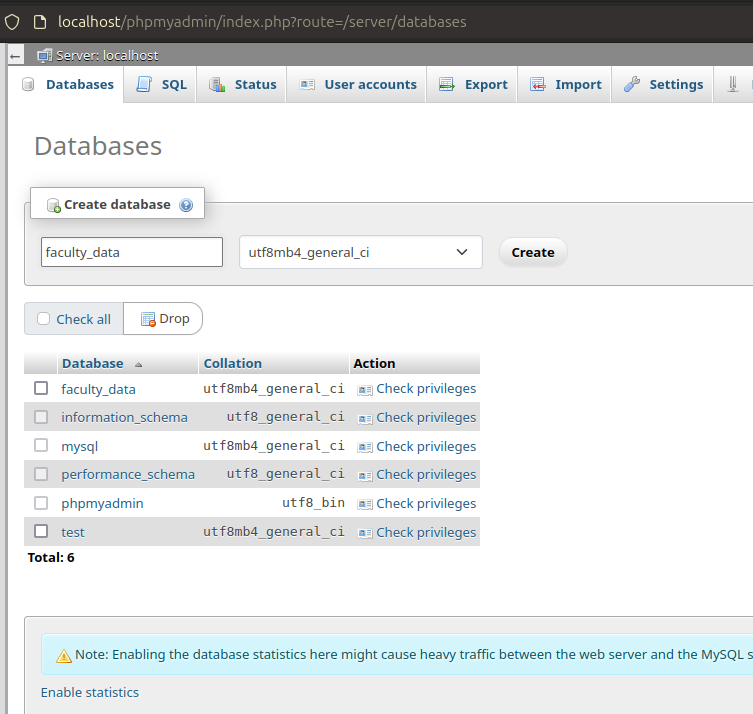 localhost/phpmyadmin/index.php?route=/server/databases
← Server: localhost
Databases SQL Status User accounts Export Import Settings
Databases
Create database
faculty_data utf8mb4_general_ci Create
Check all Drop
Database Collation Action
faculty_data utf8mb4_general_ci Check privileges
information_schema utf8_general_ci Check privileges
mysql utf8mb4_general_ci Check privileges
performance_schema utf8_general_ci Check privileges
phpmyadmin utf8_bin Check privileges
test utf8mb4_general_ci Check privileges
Total: 6
Note: Enabling the database statistics here might cause heavy traffic between the web server and the MySQL s
Enable statistics